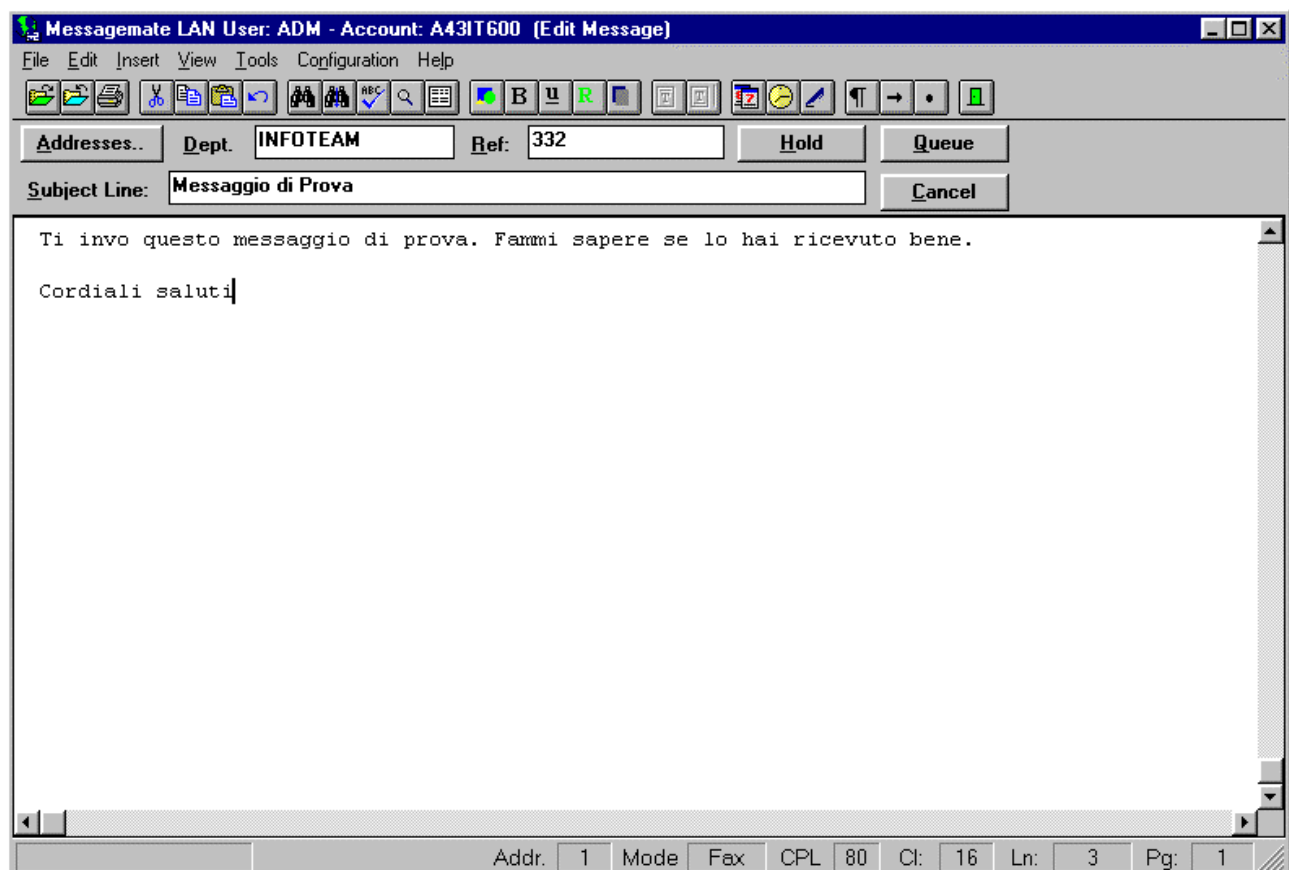 Messagemate LAN User: ADM - Account: A43IT600 (Edit Message)
File Edit Insert View Tools Configuration Help
ABC B u R T T 12 ¶
Addresses.. Dept. INFOTEAM Ref: 332 Hold Queue
Subject Line: Messaggio di Prova Cancel
Ti invo questo messaggio di prova. Fammi sapere se lo hai ricevuto bene.
Cordiali saluti
Addr. 1 Mode Fax CPL 80 Cl: 16 Ln: 3 Pg: 1